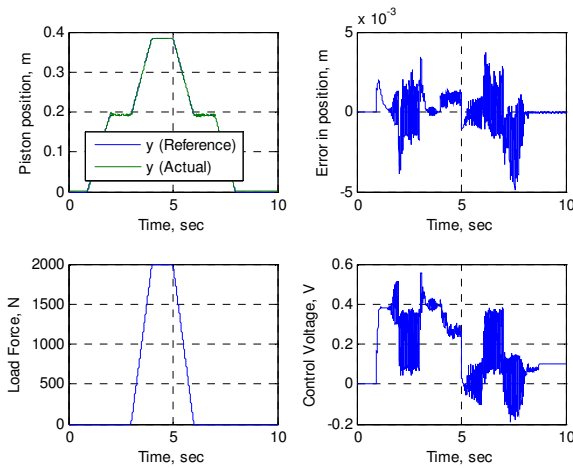 0.4
0.3
0.2
0.1
0
Piston position, m
y (Reference)
y (Actual)
0
5
10
Time, sec
x 10
-3
5
0
-5
Error in position, m
0
5
10
Time, sec
2000
1500
1000
500
0
Load Force, N
0
5
10
Time, sec
0.6
0.4
0.2
0
-0.2
Control Voltage, V
0
5
10
Time, sec